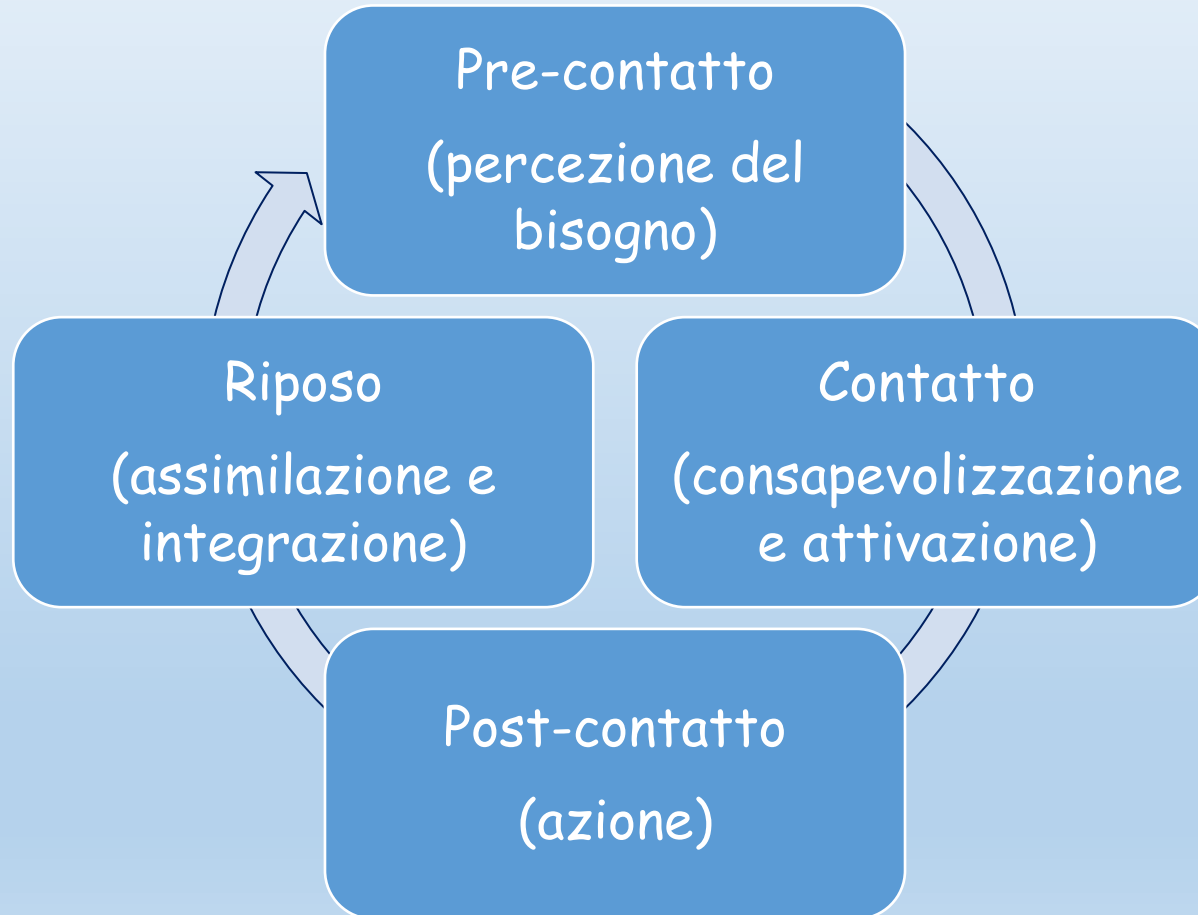 Pre-contatto
(percezione del
bisogno)
Riposo
(assimilazione e
integrazione)
Contatto
(consapevolizzazione
e attivazione)
Post-contatto
(azione)